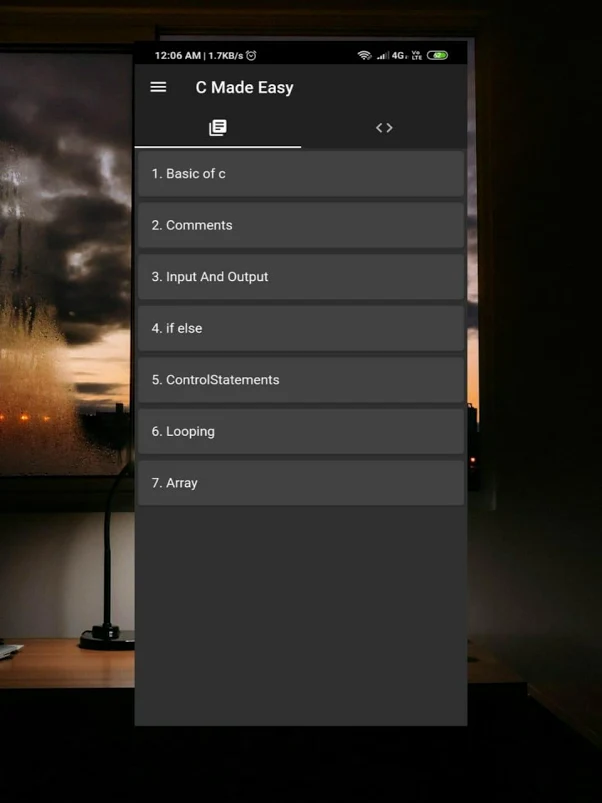 12:06 AM | 1.7KB/s 4G Vo LTE
C Made Easy
1. Basic of c
2. Comments
3. Input And Output
4. if else
5. ControlStatements
6. Looping
7. Array